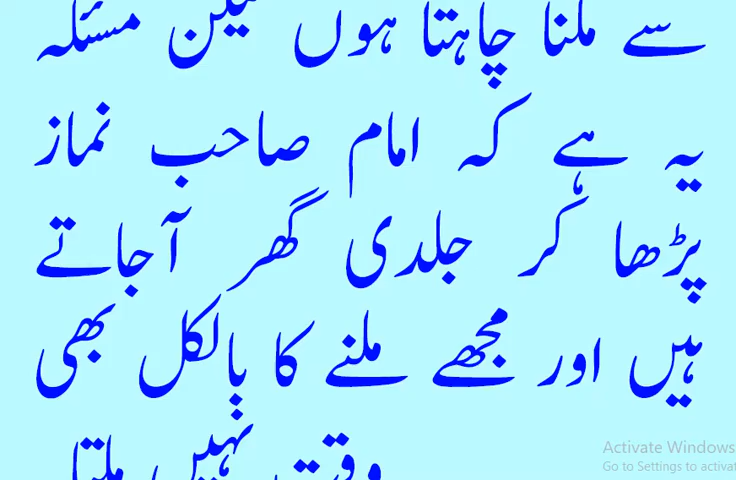 سے ملنا چاہتا ہوں لیکن مسئلہ
یہ ہے کہ امام صاحب نماز
پڑھا کر جلدی گھر آجاتے
ہیں اور مجھے ملنے کا بالکل بھی
وقت نہیں ملتا
Activate Windows
Go to Settings to activat